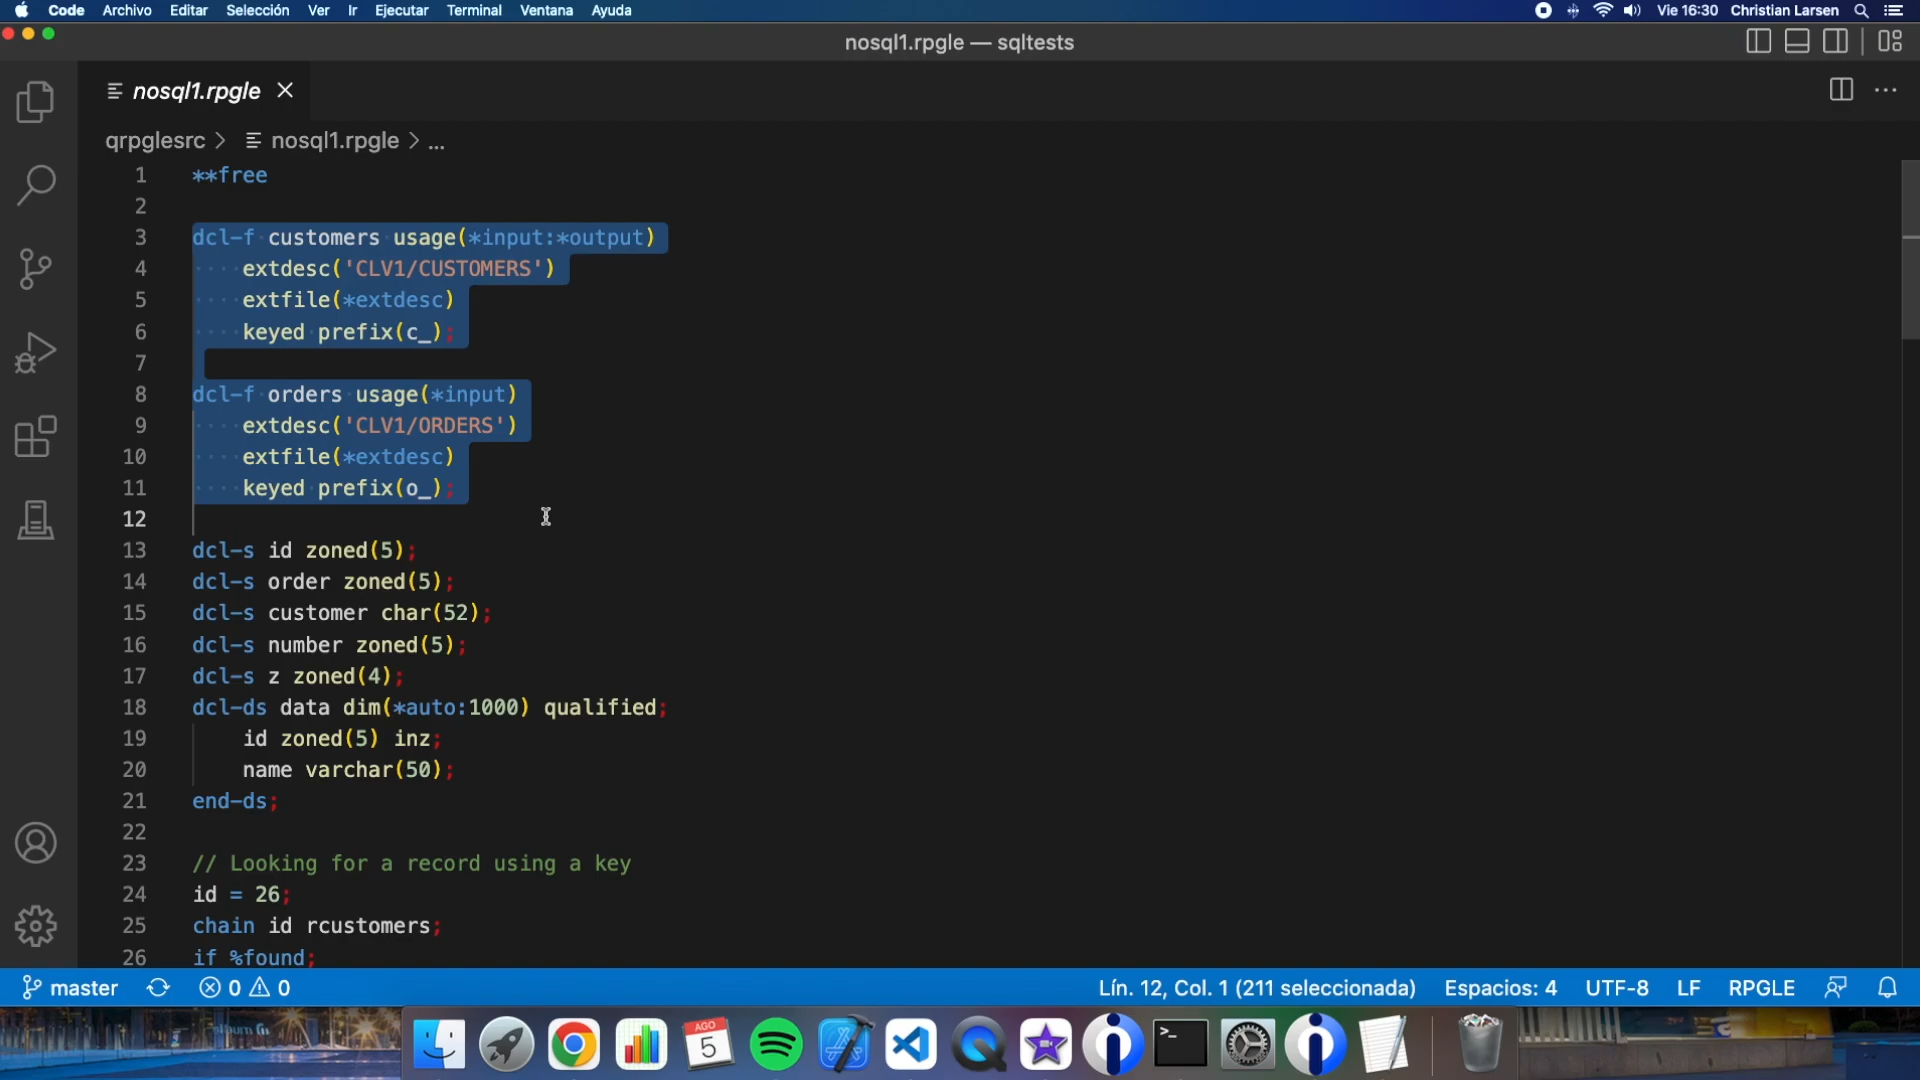 Code Archivo Editar Selección Ver Ir Ejecutar Terminal Ventana Ayuda Vie 16:30 Christian Larsen
nosql1.rpgle — sqltests
nosql1.rpgle
qrpglesrc > nosql1.rpgle > ...
1 **free
2
3 dcl-f customers usage(*input:*output)
4 extdesc('CLV1/CUSTOMERS')
5 extfile(*extdesc)
6 keyed prefix(c_);
7
8 dcl-f orders usage(*input)
9 extdesc('CLV1/ORDERS')
10 extfile(*extdesc)
11 keyed prefix(o_);
12
13 dcl-s id zoned(5);
14 dcl-s order zoned(5);
15 dcl-s customer char(52);
16 dcl-s number zoned(5);
17 dcl-s z zoned(4);
18 dcl-ds data dim(*auto:1000) qualified;
19 id zoned(5) inz;
20 name varchar(50);
21 end-ds;
22
23 // Looking for a record using a key
24 id = 26;
25 chain id rcustomers;
26 if %found;
master 0 0 Lín. 12, Col. 1 (211 seleccionada) Espacios: 4 UTF-8 LF RPGLE
AGO
5